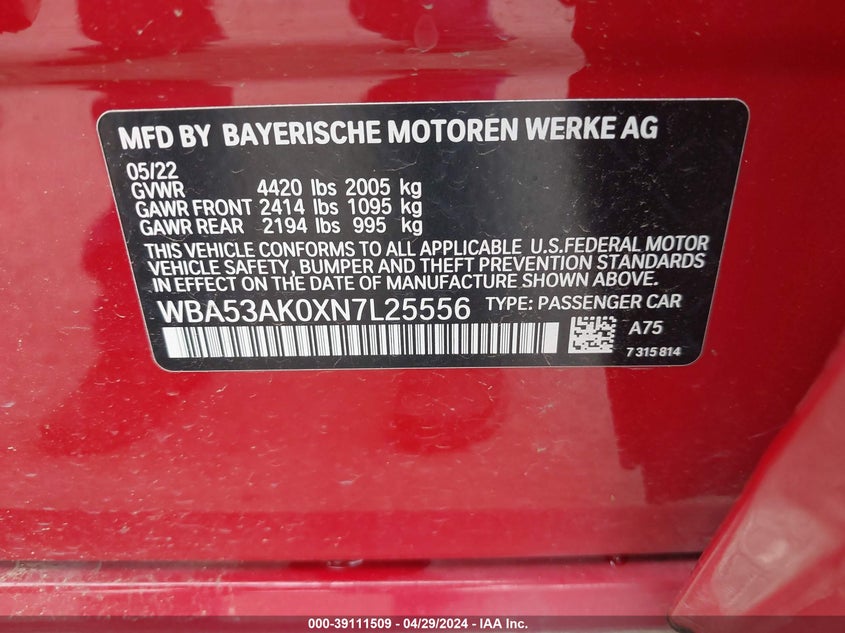 MFD BY BAYERISCHE MOTOREN WERKE AG
05/22
GVWR 4420 lbs 2005 kg
GAWR FRONT 2414 lbs 1095 kg
GAWR REAR 2194 lbs 995 kg
THIS VEHICLE CONFORMS TO ALL APPLICABLE U.S.FEDERAL MOTOR
VEHICLE SAFETY, BUMPER AND THEFT PREVENTION STANDARDS
IN EFFECT ON THE DATE OF MANUFACTURE SHOWN ABOVE.
WBA53AK0XN7L25556 TYPE: PASSENGER CAR
A75
7315814
000-39111509 - 04/29/2024 - IAA Inc.